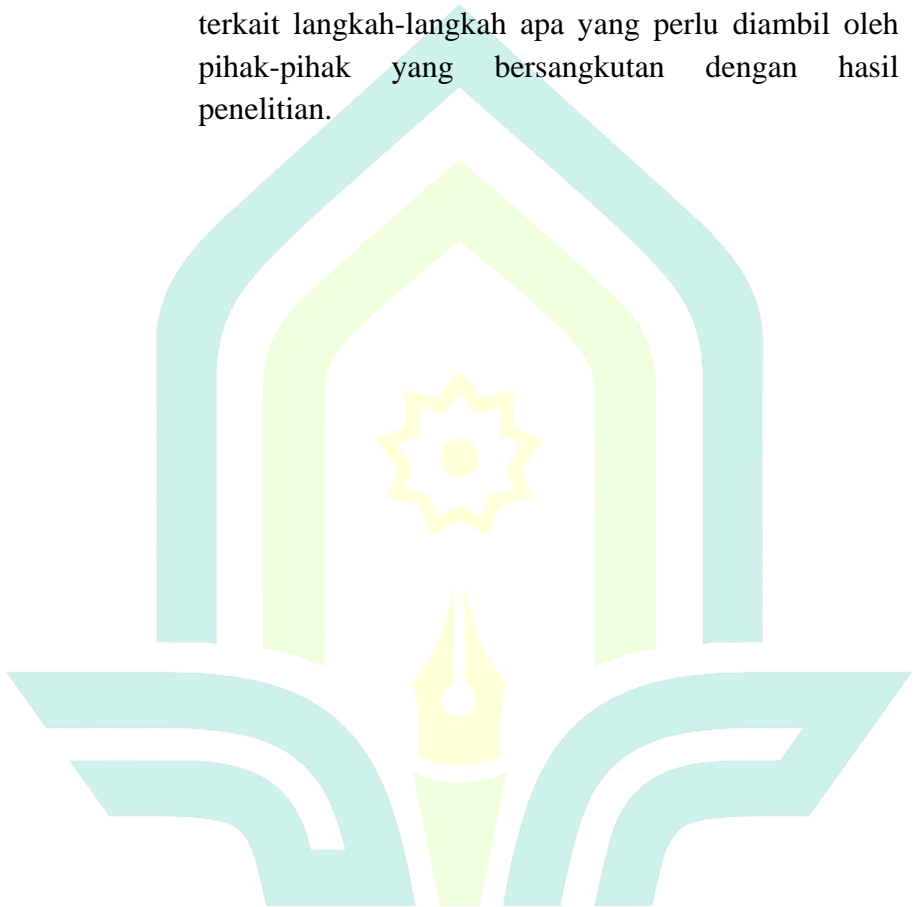 terkait langkah-langkah apa yang perlu diambil oleh
pihak-pihak yang bersangkutan dengan hasil
penelitian.